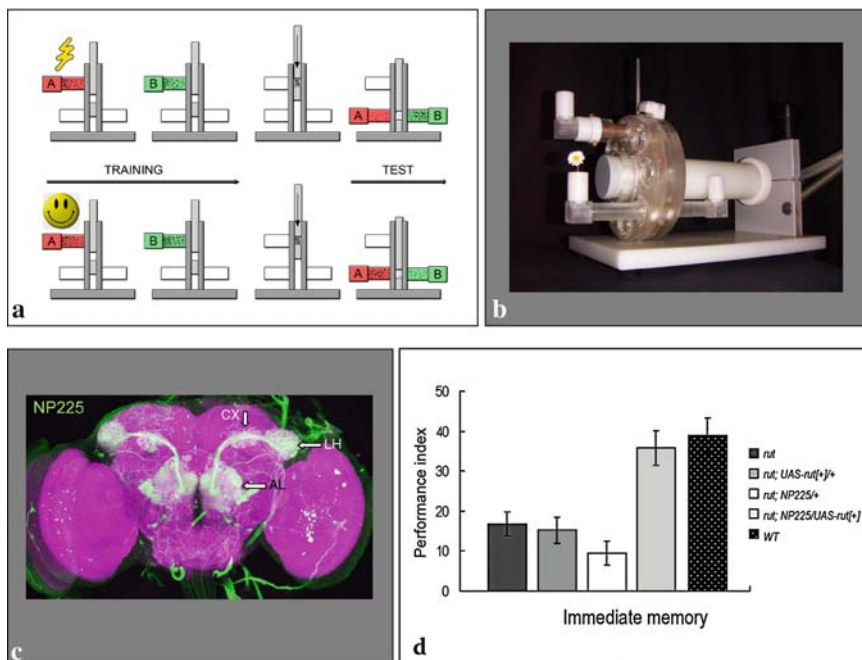 A
B
A
B
TRAINING
TEST
A
B
A
B
a
b
NP225
CX
LH
AL
c
50
40
30
20
10
0
Performance index
Immediate memory
rut
rut; UAS-rut[+]/+
rut; NP225/+
rut; NP225/UAS-rut[+]
WT
d